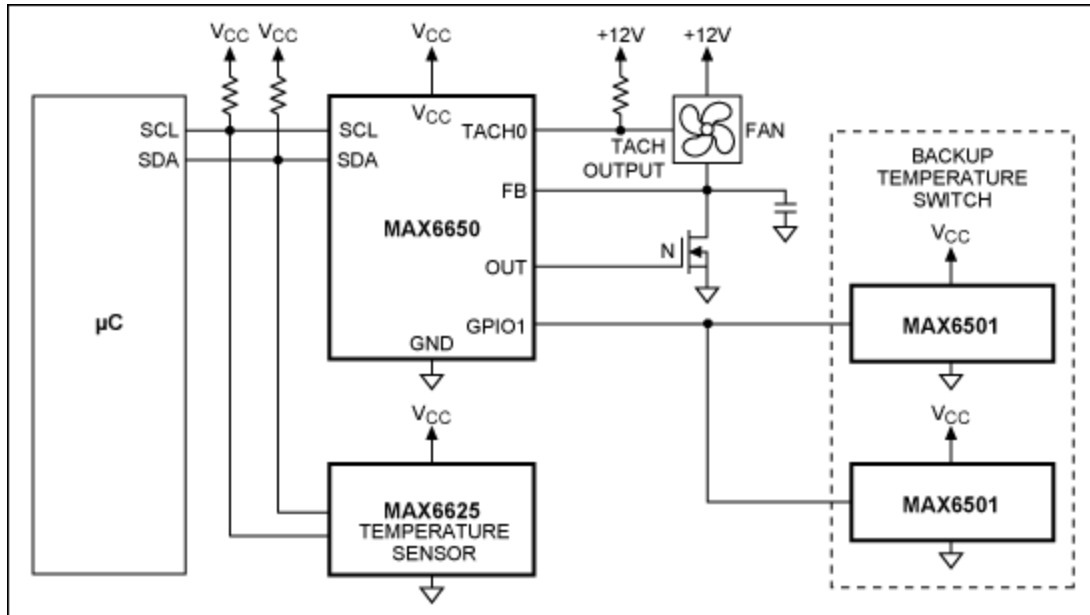 VCC
VCC
VCC
+12V
+12V
VCC
SCL
SCL
TACH0
FAN
SDA
SDA
TACH
OUTPUT
BACKUP
TEMPERATURE
SWITCH
FB
MAX6650
VCC
N
OUT
µC
GPIO1
MAX6501
GND
VCC
VCC
MAX6625
TEMPERATURE
SENSOR
MAX6501